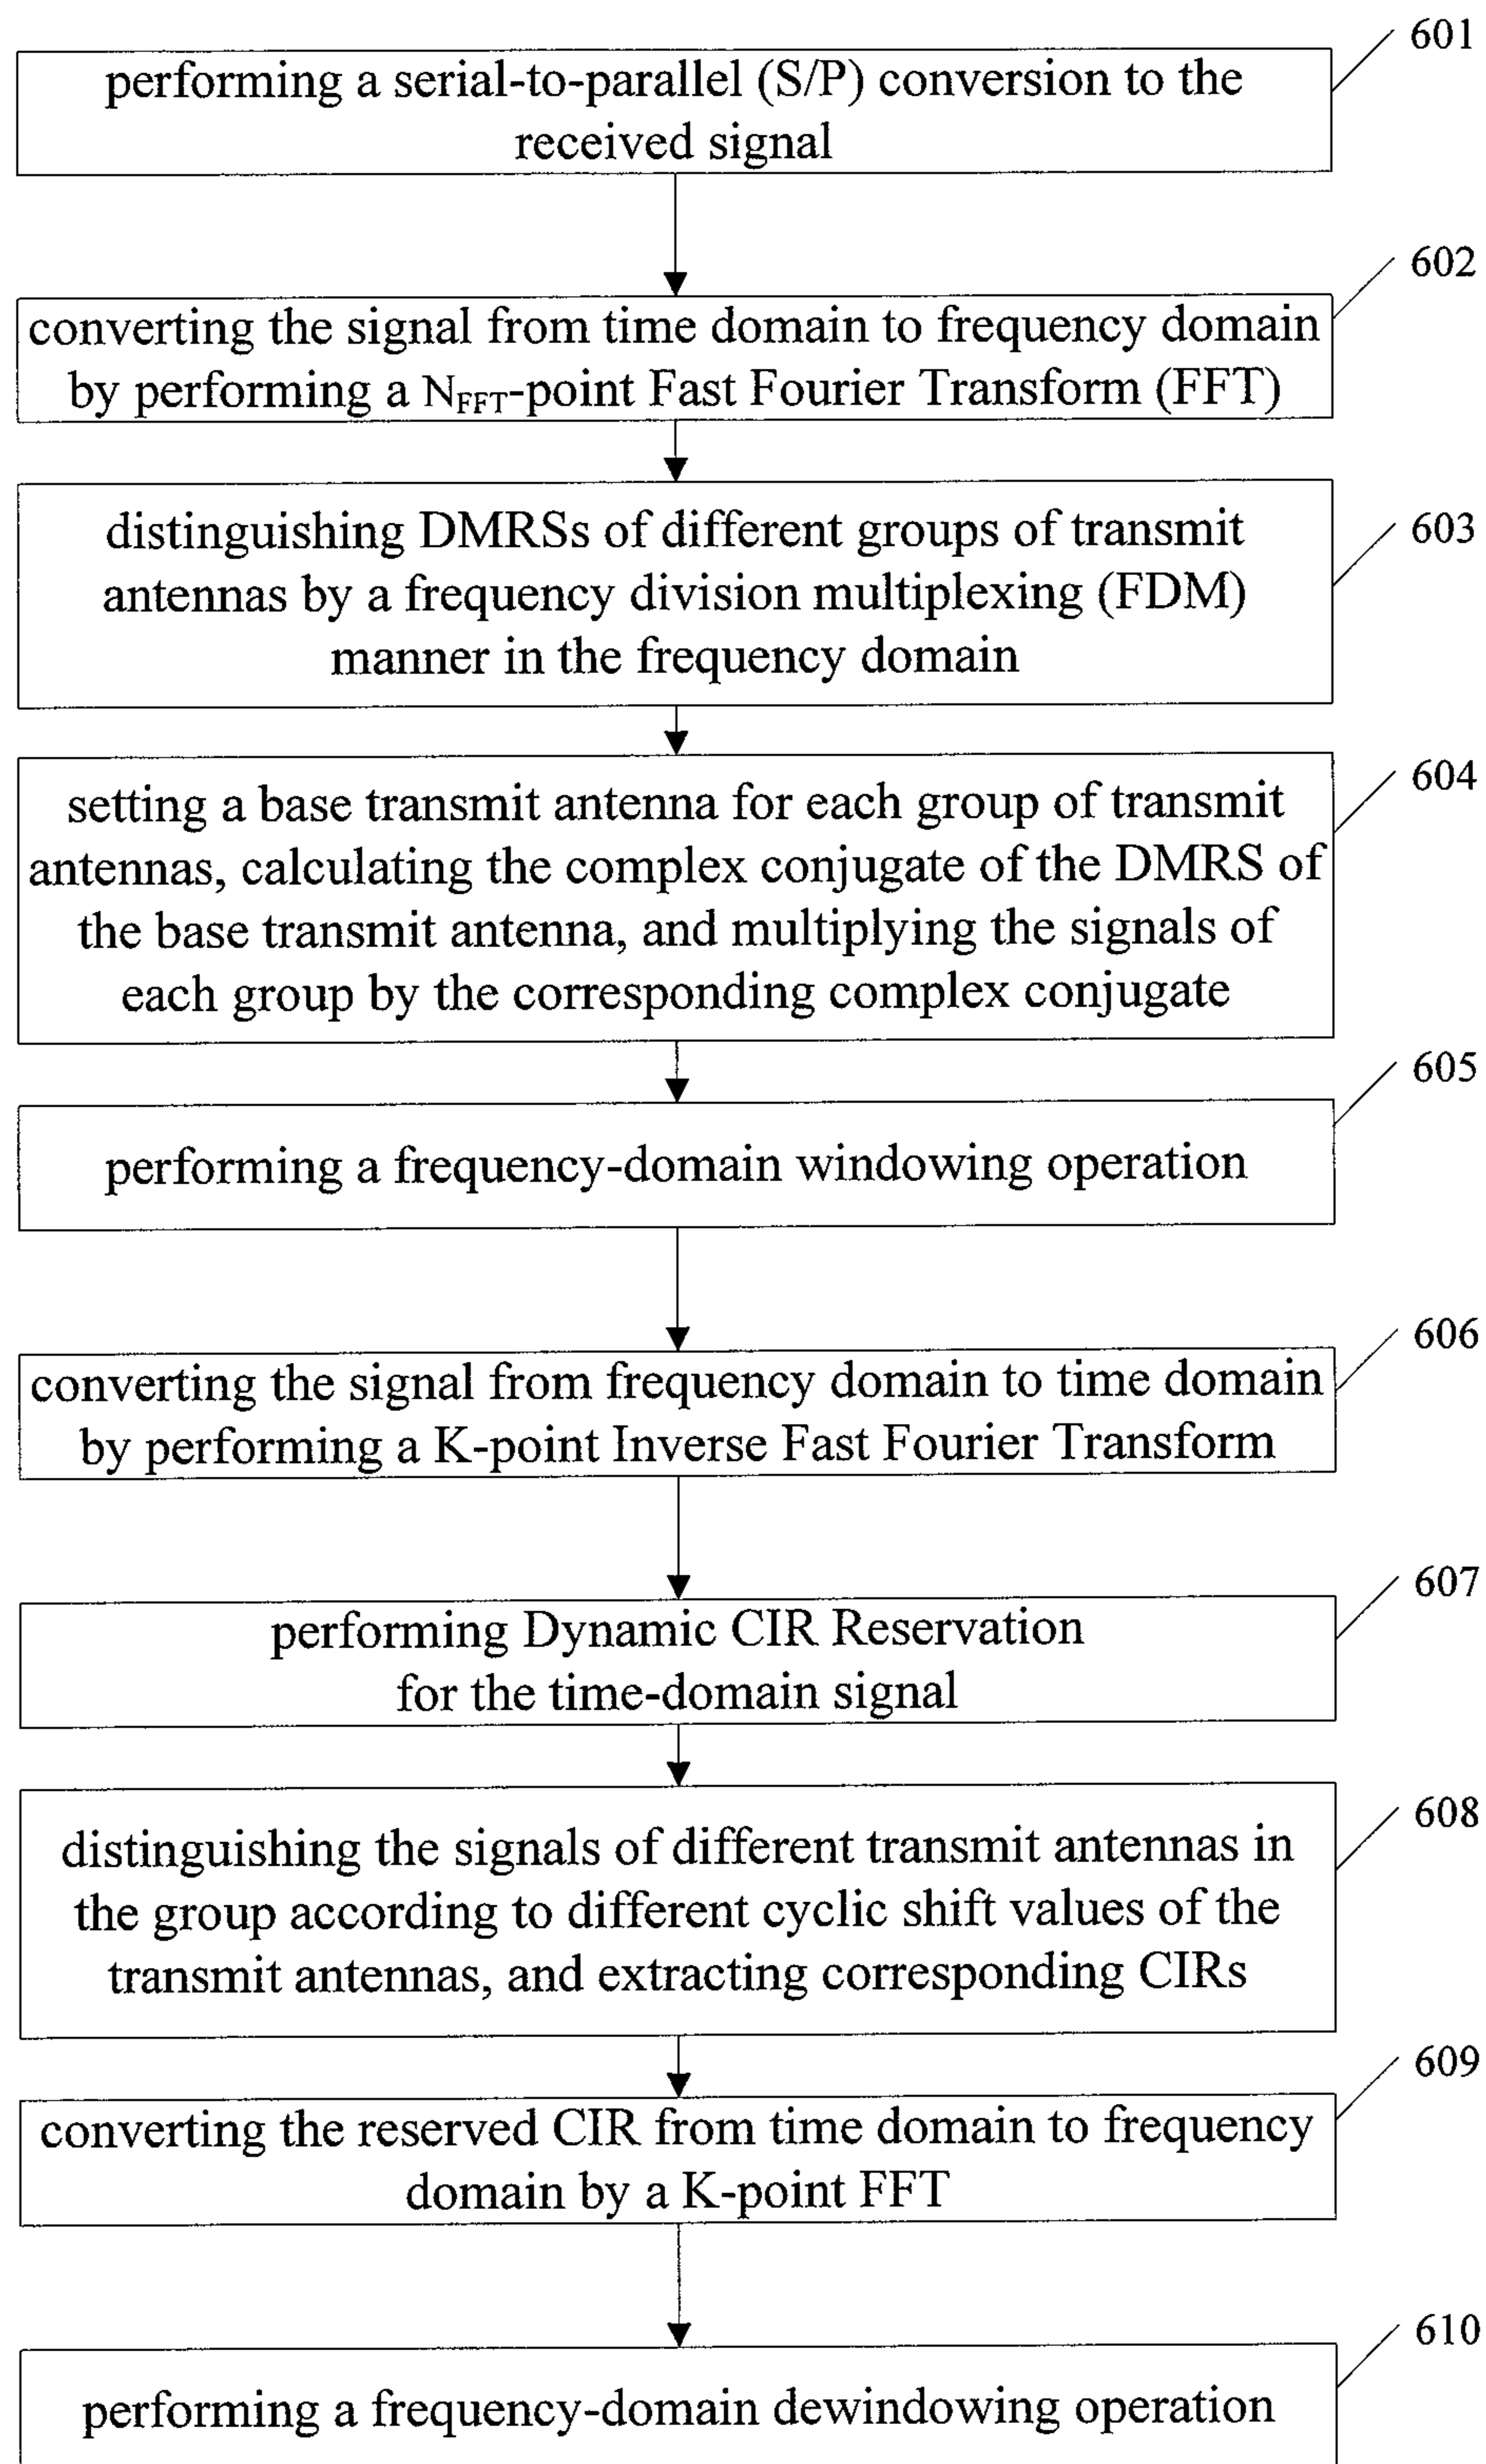 601
performing a serial-to-parallel (S/P) conversion to the
received signal
602
converting the signal from time domain to frequency domain
by performing a NFFT-point Fast Fourier Transform (FFT)
603
distinguishing DMRSs of different groups of transmit
antennas by a frequency division multiplexing (FDM)
manner in the frequency domain
604
setting a base transmit antenna for each group of transmit
antennas, calculating the complex conjugate of the DMRS of
the base transmit antenna, and multiplying the signals of
each group by the corresponding complex conjugate
605
performing a frequency-domain windowing operation
606
converting the signal from frequency domain to time domain
by performing a K-point Inverse Fast Fourier Transform
607
performing Dynamic CIR Reservation
for the time-domain signal
608
distinguishing the signals of different transmit antennas in
the group according to different cyclic shift values of the
transmit antennas, and extracting corresponding CIRs
609
converting the reserved CIR from time domain to frequency
domain by a K-point FFT
610
performing a frequency-domain dewindowing operation